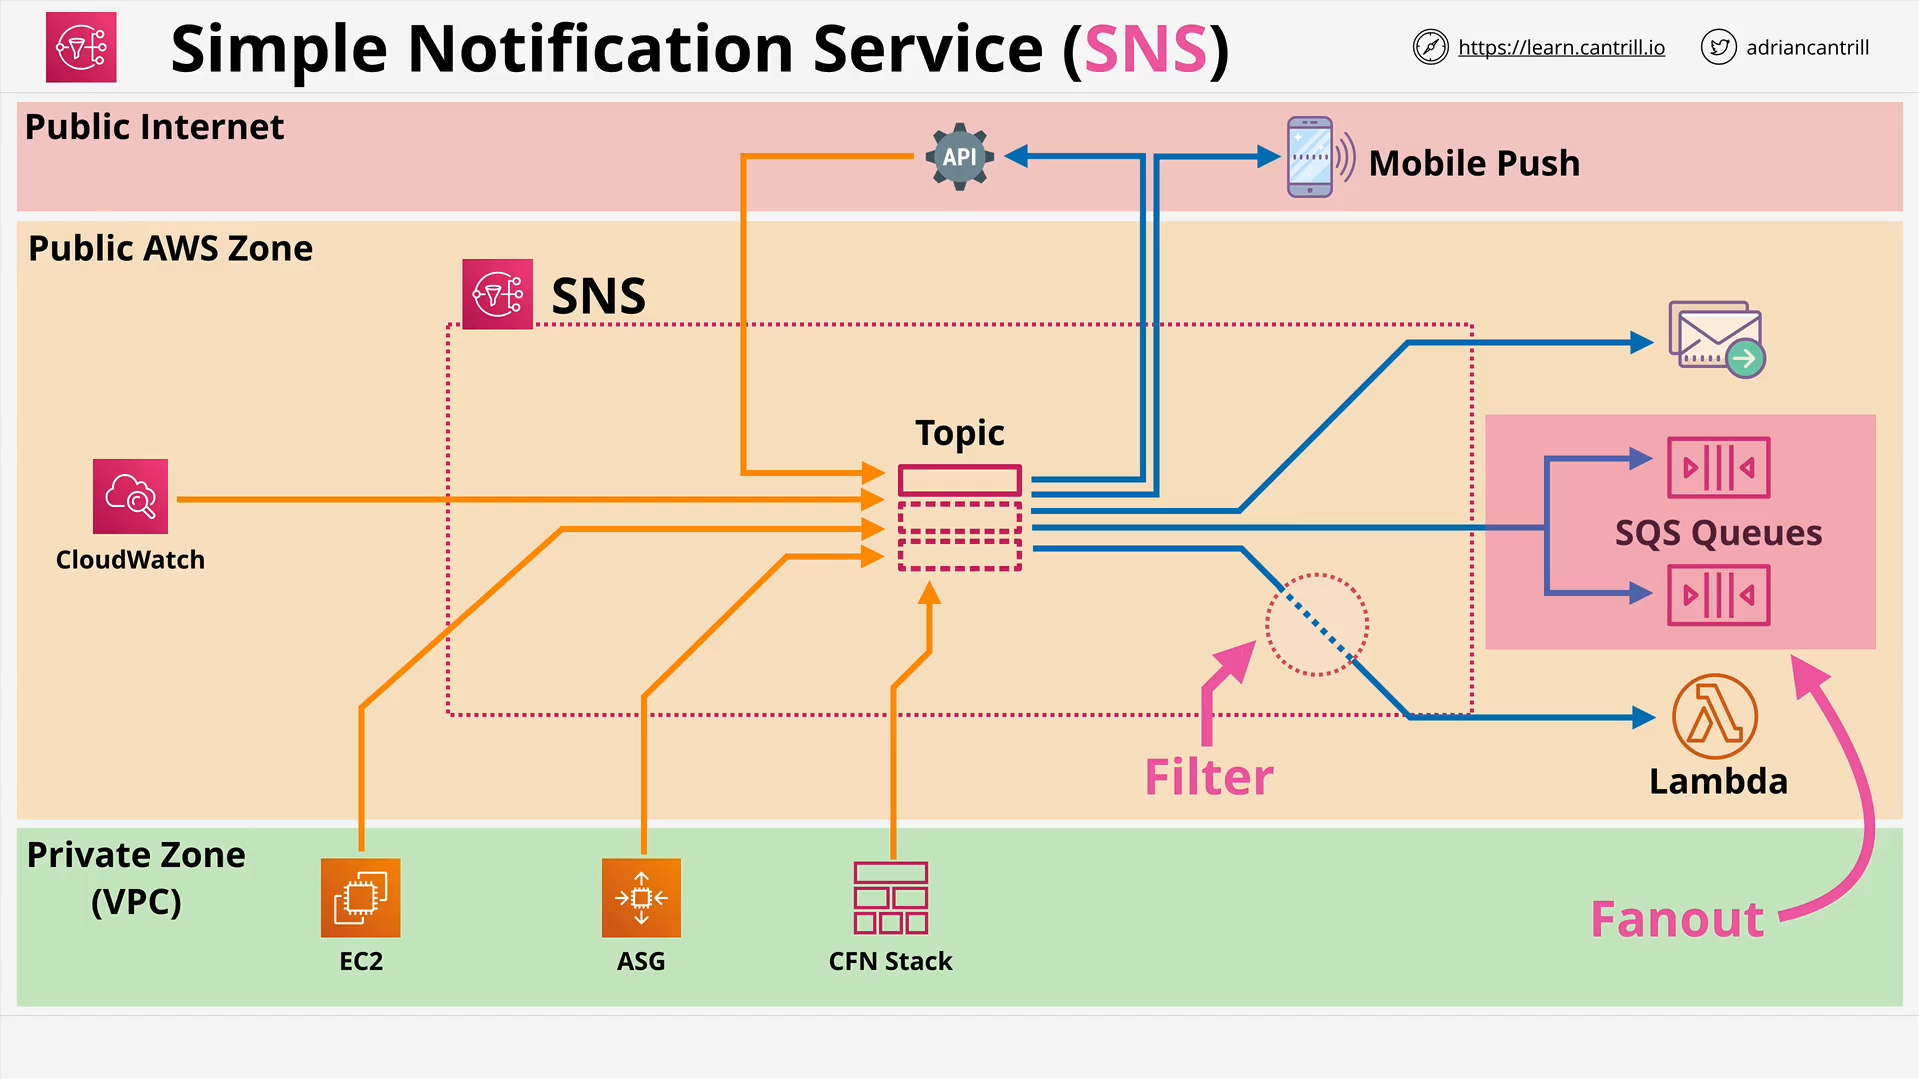 Simple Notification Service (SNS)
https://learn.cantrill.io
adriancantrill
Public Internet
API
Mobile Push
Public AWS Zone
SNS
Topic
CloudWatch
SQS Queues
Filter
Lambda
Private Zone
(VPC)
EC2
ASG
CFN Stack
Fanout